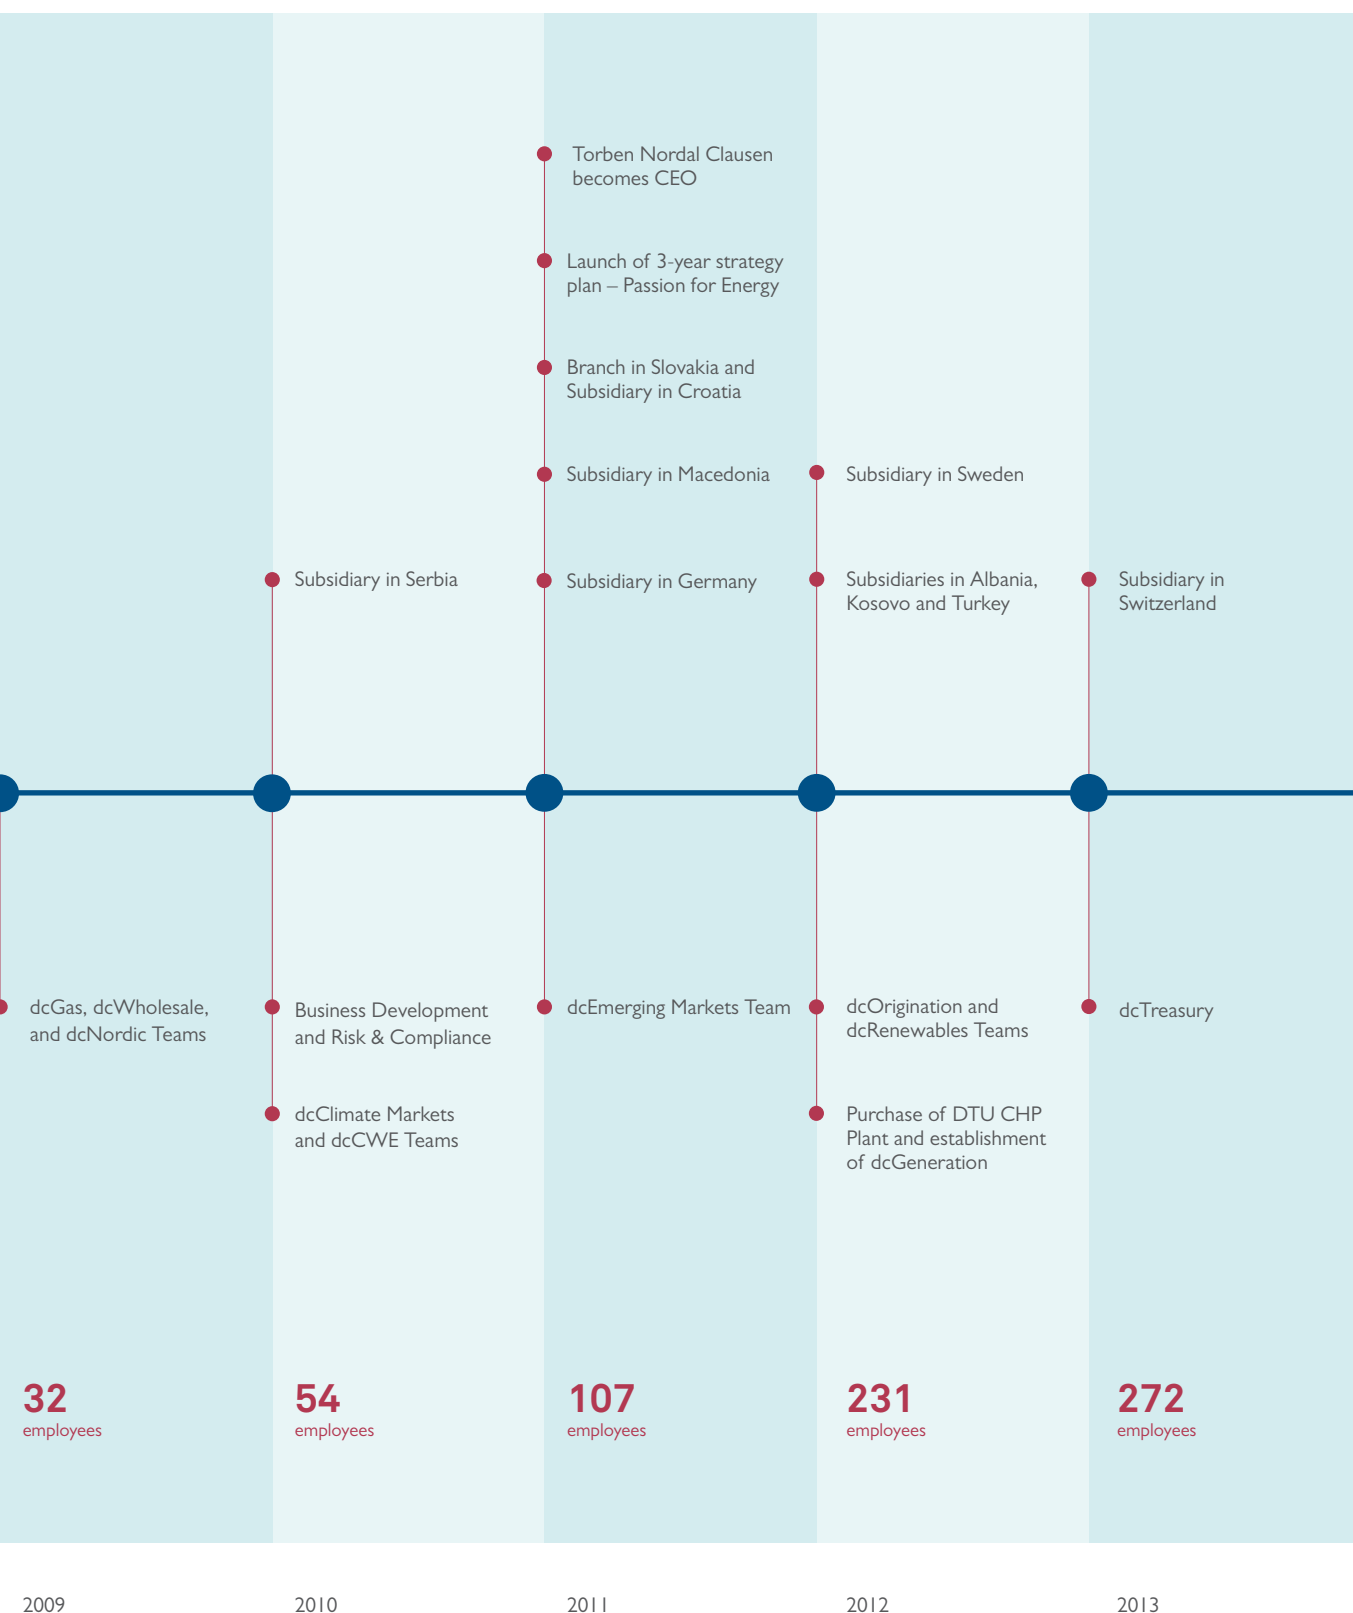 Torben Nordal Clausen
becomes CEO
Launch of 3-year strategy
plan – Passion for Energy
Branch in Slovakia and
Subsidiary in Croatia
Subsidiary in Macedonia
Subsidiary in Sweden
Subsidiary in Serbia
Subsidiary in Germany
Subsidiaries in Albania,
Kosovo and Turkey
Subsidiary in
Switzerland
dcGas, dcWholesale,
and dcNordic Teams
Business Development
and Risk & Compliance
dcClimate Markets
and dcCWE Teams
dcEmerging Markets Team
dcOrigination and
dcRenewables Teams
Purchase of DTU CHP
Plant and establishment
of dcGeneration
dcTreasury
32
employees
54
employees
107
employees
231
employees
272
employees
2009
2010
2011
2012
2013